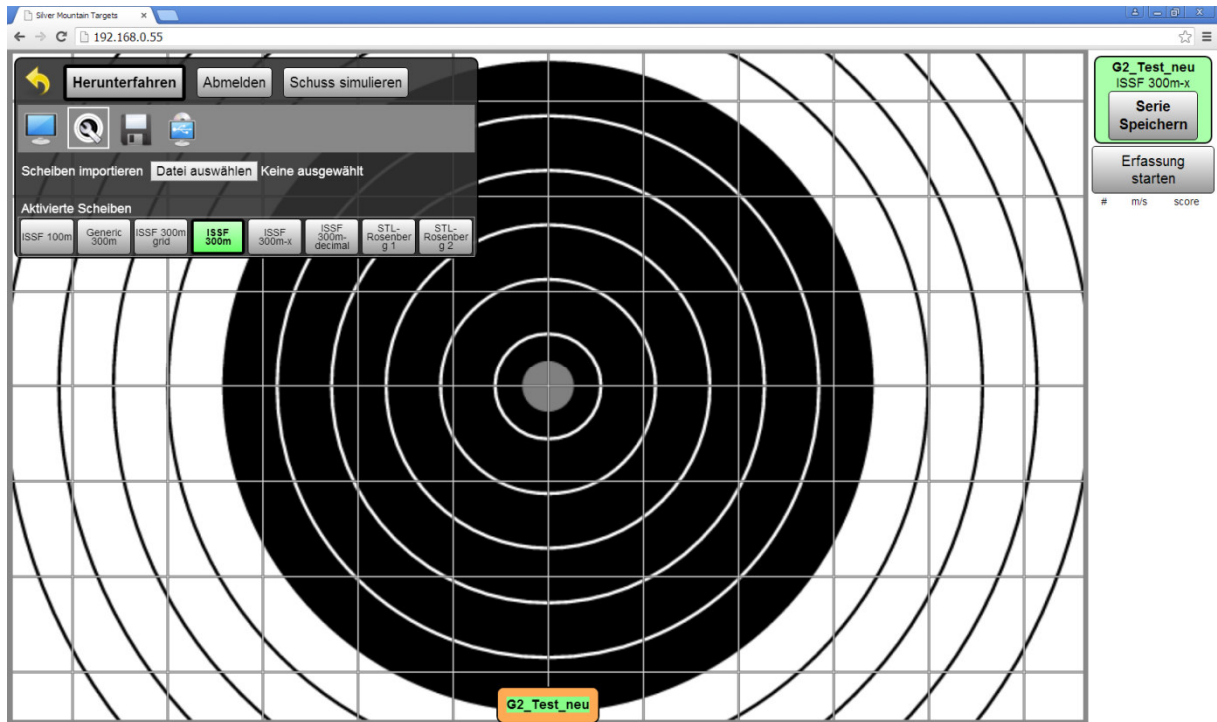 Silver Mountain Targets
192.168.0.55
Herunterfahren Abmelden Schuss simulieren
Scheiben importieren Datei auswählen Keine ausgewählt
Aktivierte Scheiben
ISSF 100m
Generic
300m
ISSF 300m
grid
ISSF
300m
ISSF
300m-x
ISSF
300m-
decimal
STL-
Rosenber
g 1
STL-
Rosenber
g 2
G2_Test_neu
ISSF 300m-x
Serie
Speichern
Erfassung
starten
# m/s score
G2_Test_neu